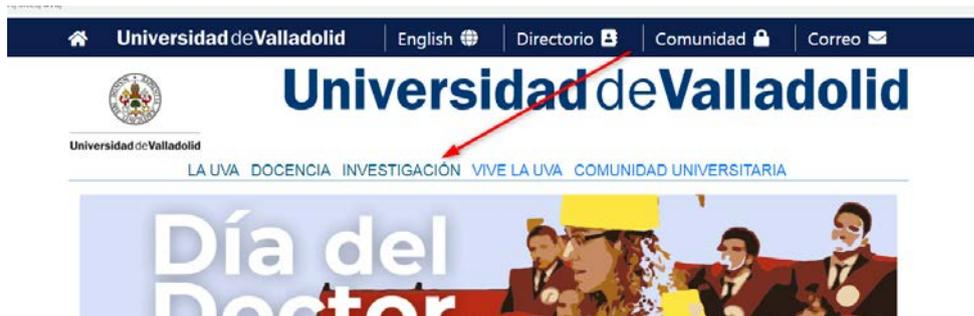 Universidad de Valladolid English Directorio Comunidad Correo
Universidad de Valladolid
Universidad de Valladolid
LA UVA DOCENCIA INVESTIGACIÓN VIVE LA UVA COMUNIDAD UNIVERSITARIA
Día del
Doctor